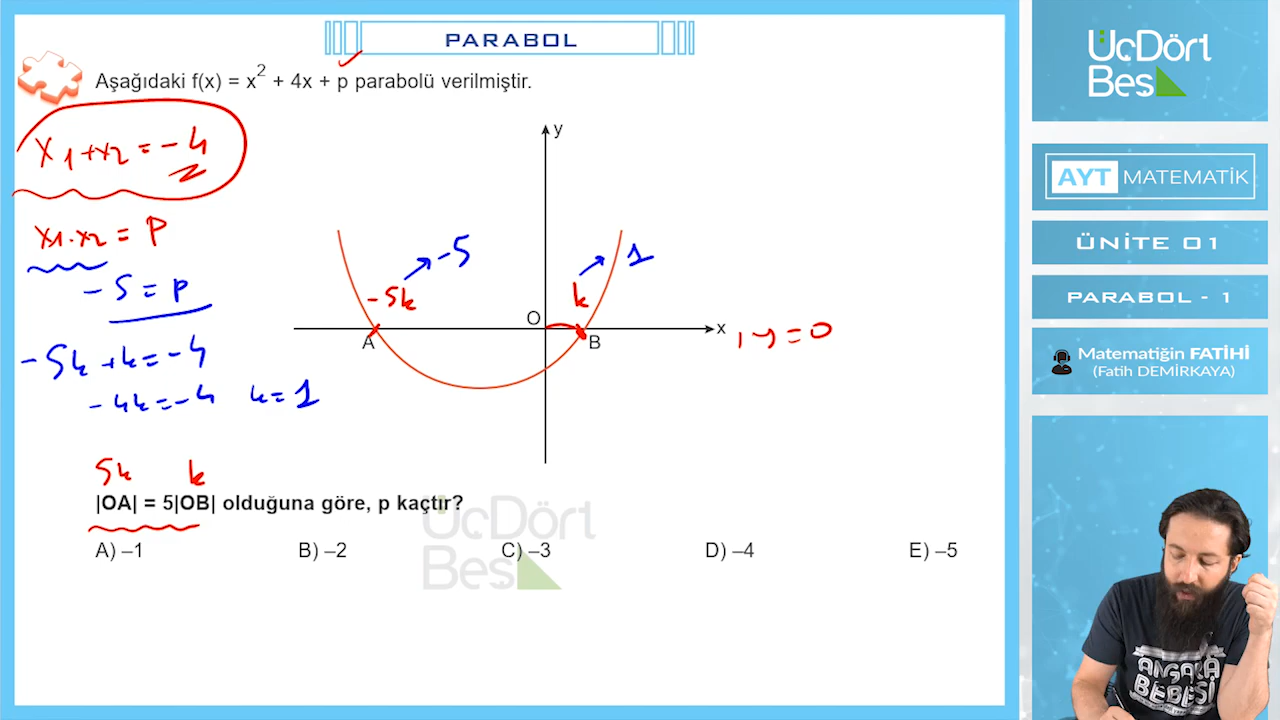 PARABOL
Aşağıdaki f(x) = x² + 4x + p parabolü verilmiştir.
x1+x2=-4
x1.x2=P
-5=p
-5k+k=-4
-4k=-4 k=1
y
-5
1
-5k
k
O
x
A
B
y=0
5k k
|OA| = 5|OB| olduğuna göre, p kaçtır?
A) –1 B) –2 C) –3 D) –4 E) –5
ÜçDört
Beş
ÜçDört
Beş
AYT MATEMATİK
ÜNİTE 01
PARABOL - 1
Matematiğin FATİHİ
(Fatih DEMİRKAYA)
ANGARA
BEBESİ